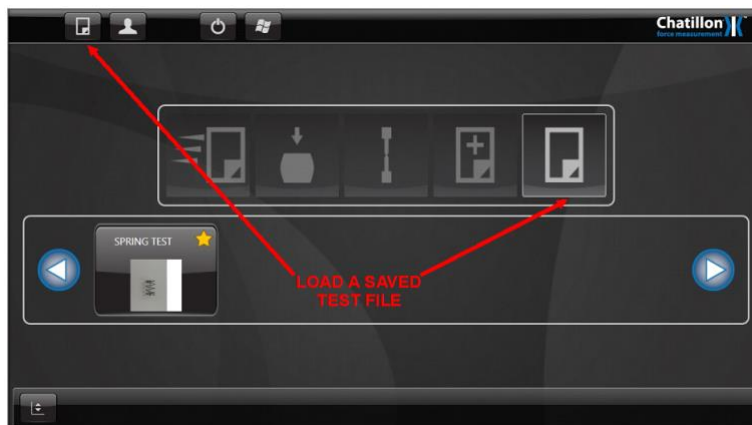 Chatillon
force measurement
SPRING TEST
LOAD A SAVED
TEST FILE